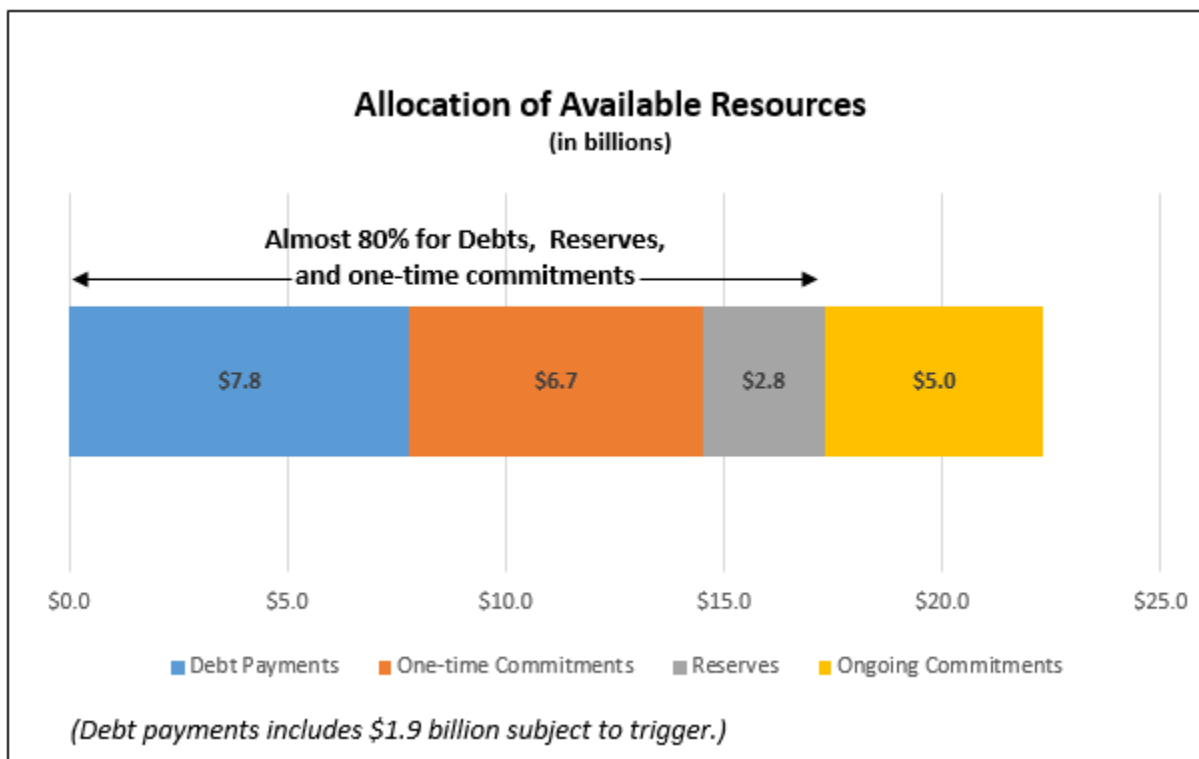 Allocation of Available Resources
(in billions)
Almost 80% for Debts, Reserves,
and one-time commitments
$7.8 $6.7 $2.8 $5.0
$0.0 $5.0 $10.0 $15.0 $20.0 $25.0
Debt Payments One-time Commitments Reserves Ongoing Commitments
(Debt payments includes $1.9 billion subject to trigger.)